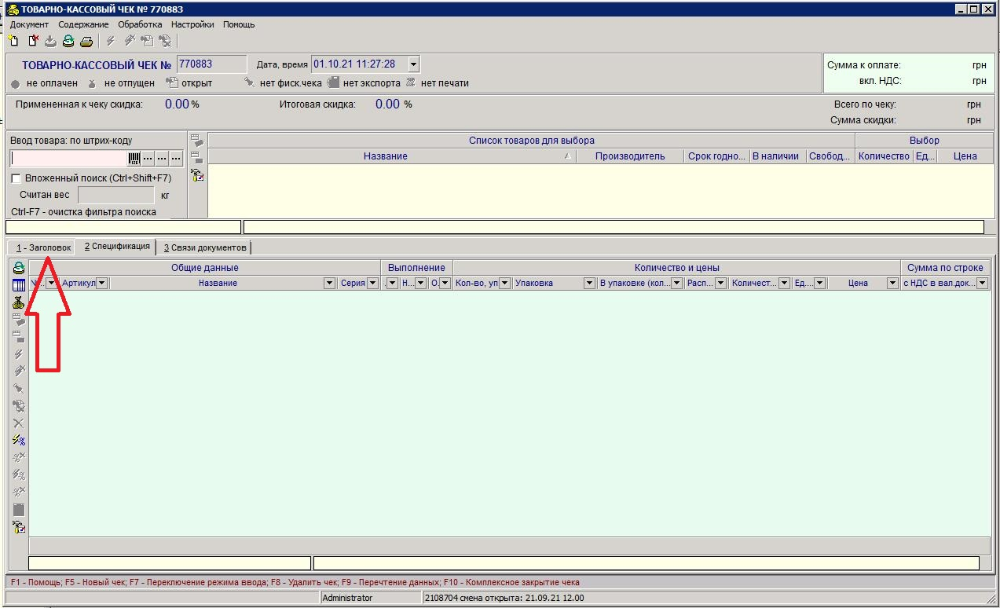 ТОВАРНО-КАССОВЫЙ ЧЕК № 770883
Документ Содержание Обработка Настройки Помощь
ТОВАРНО-КАССОВЫЙ ЧЕК № 770883 Дата, время 01.10.21 11:27:28
Сумма к оплате: грн
не оплачен не отпущен открыт нет фиск.чека нет экспорта нет печати
вкл. НДС: грн
Примененная к чеку скидка: 0.00 % Итоговая скидка: 0.00 %
Всего по чеку: грн
Сумма скидки: грн
Ввод товара: по штрих-коду
Вложенный поиск (Ctrl+Shift+F7)
Считан вес кг
Ctrl-F7 - очистка фильтра поиска
Список товаров для выбора Выбор
Название Производитель Срок годно... В наличии Свобод... Количество Ед... Цена
1 - Заголовок 2 Спецификация 3 Связи документов
Общие данные Выполнение Количество и цены Сумма по строке
Артикул Название Серия ... Н... О. Кол-во, уп Упаковка В упаковке (кол... Расп... Количест... Ед.... Цена с НДС в вал.док...
F1 - Помощь; F5 - Новый чек; F7 - Переключение режима ввода; F8 - Удалить чек; F9 - Перечтение данных; F10 - Комплексное закрытие чека
Administrator 2108704 смена открыта: 21.09.21 12.00